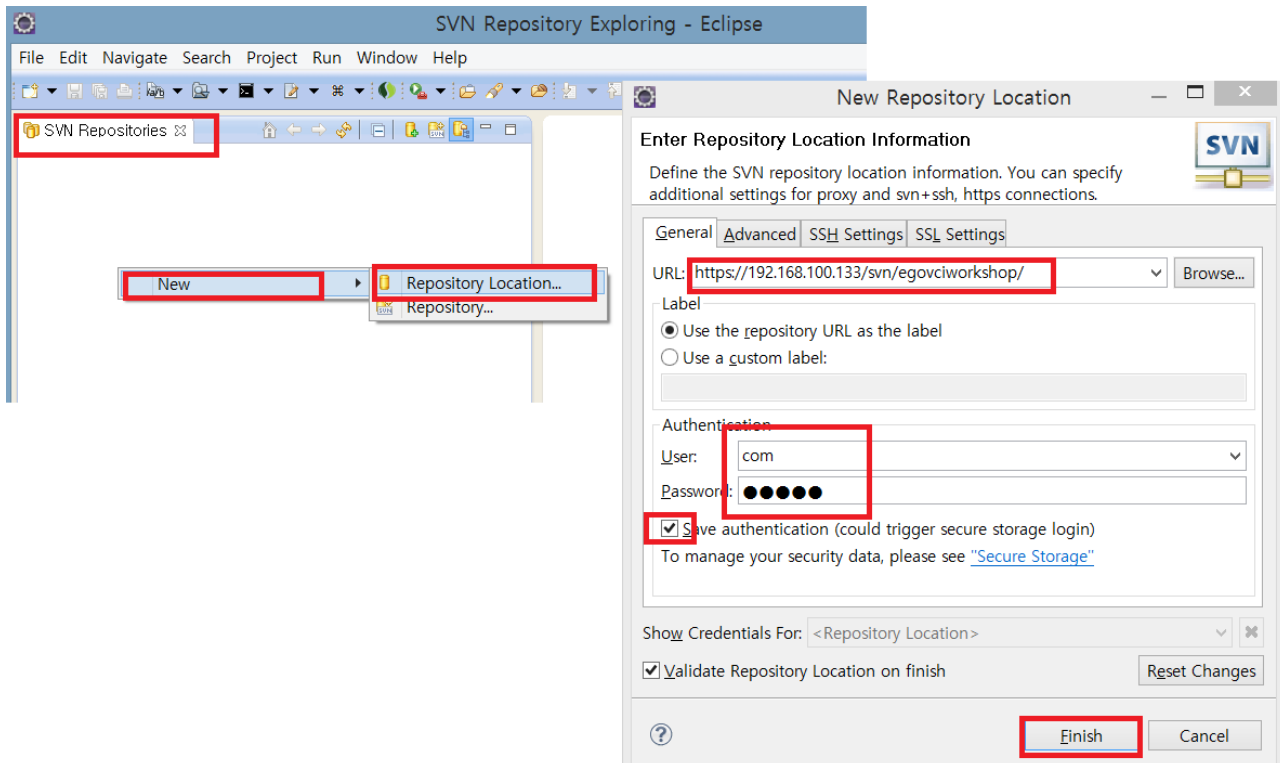 SVN Repository Exploring - Eclipse
File Edit Navigate Search Project Run Window Help
SVN Repositories
New
Repository Location...
Repository...
New Repository Location
Enter Repository Location Information
SVN
Define the SVN repository location information. You can specify
additional settings for proxy and svn+ssh, https connections.
General Advanced SSH Settings SSL Settings
URL: https://192.168.100.133/svn/egovciworkshop/ Browse...
Label
Use the repository URL as the label
Use a custom label:
Authentication
User: com
Password: ●●●●●
Save authentication (could trigger secure storage login)
To manage your security data, please see "Secure Storage"
Show Credentials For: <Repository Location>
Validate Repository Location on finish Reset Changes
Finish Cancel